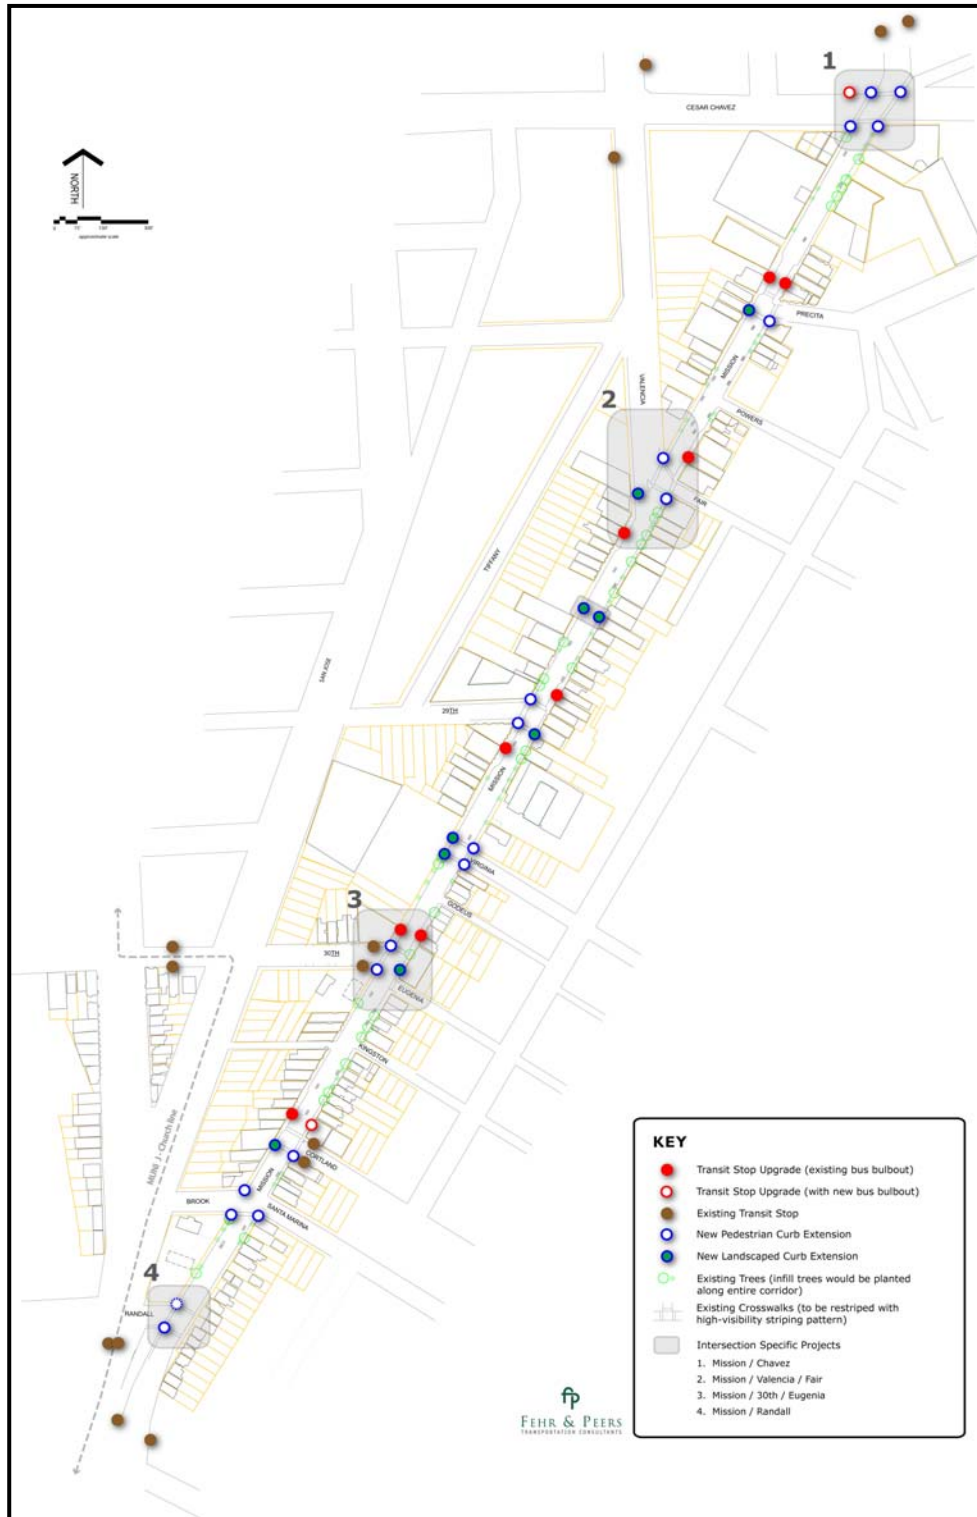 1
CESAR CHAVEZ
NORTH
0
300'
approximate scale
PRECITA
MISSION
VALENCIA
2
POWERS
FAIR
TIFFANY
SAN JOSE
29TH
MISSION
VIRGINIA
GODEUS
3
30TH
EUGENIA
KINGSTON
MUNI J - Church line
CORTLAND
MISSION
BROOK
SANTA MARINA
4
RANDALL
KEY
Transit Stop Upgrade (existing bus bulbout)
Transit Stop Upgrade (with new bus bulbout)
Existing Transit Stop
New Pedestrian Curb Extension
New Landscaped Curb Extension
Existing Trees (infill trees would be planted
along entire corridor)
Existing Crosswalks (to be restriped with
high-visibility striping pattern)
Intersection Specific Projects
1. Mission / Chavez
2. Mission / Valencia / Fair
3. Mission / 30th / Eugenia
4. Mission / Randall
fp
FEHR & PEERS
TRANSPORTATION CONSULTANTS